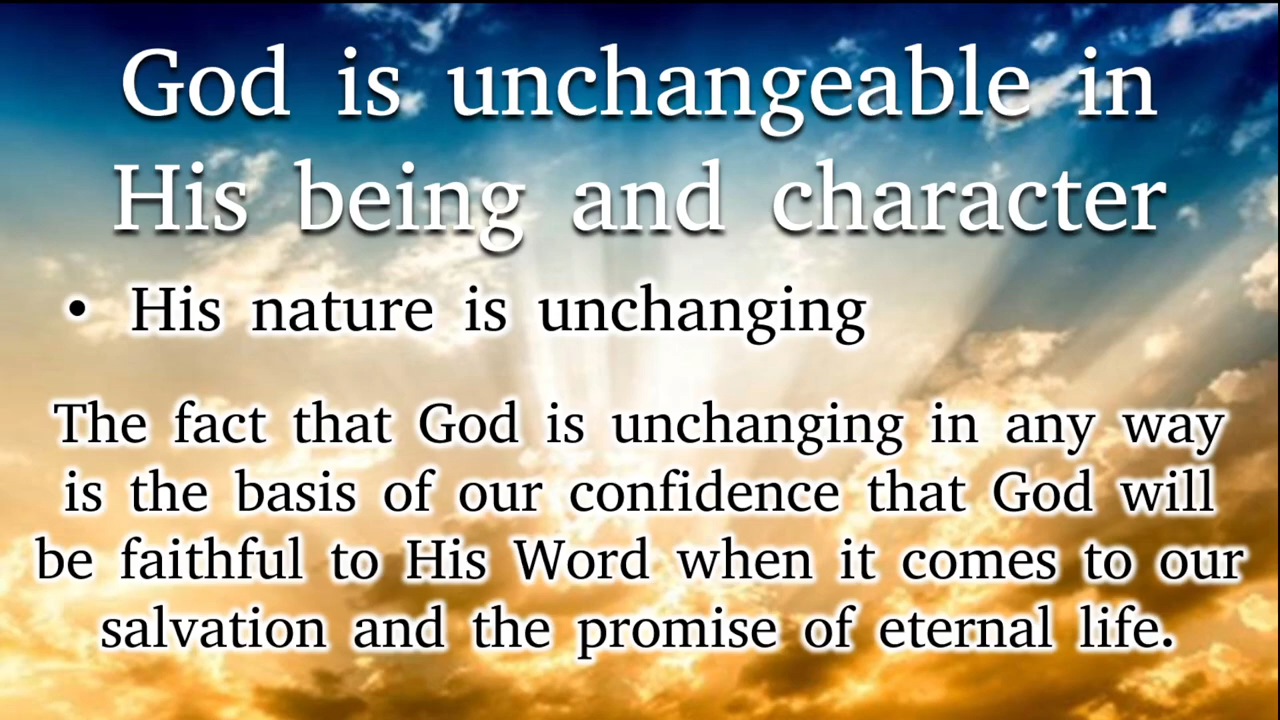 God is unchangeable in
His being and character
• His nature is unchanging
The fact that God is unchanging in any way
is the basis of our confidence that God will
be faithful to His Word when it comes to our
salvation and the promise of eternal life.